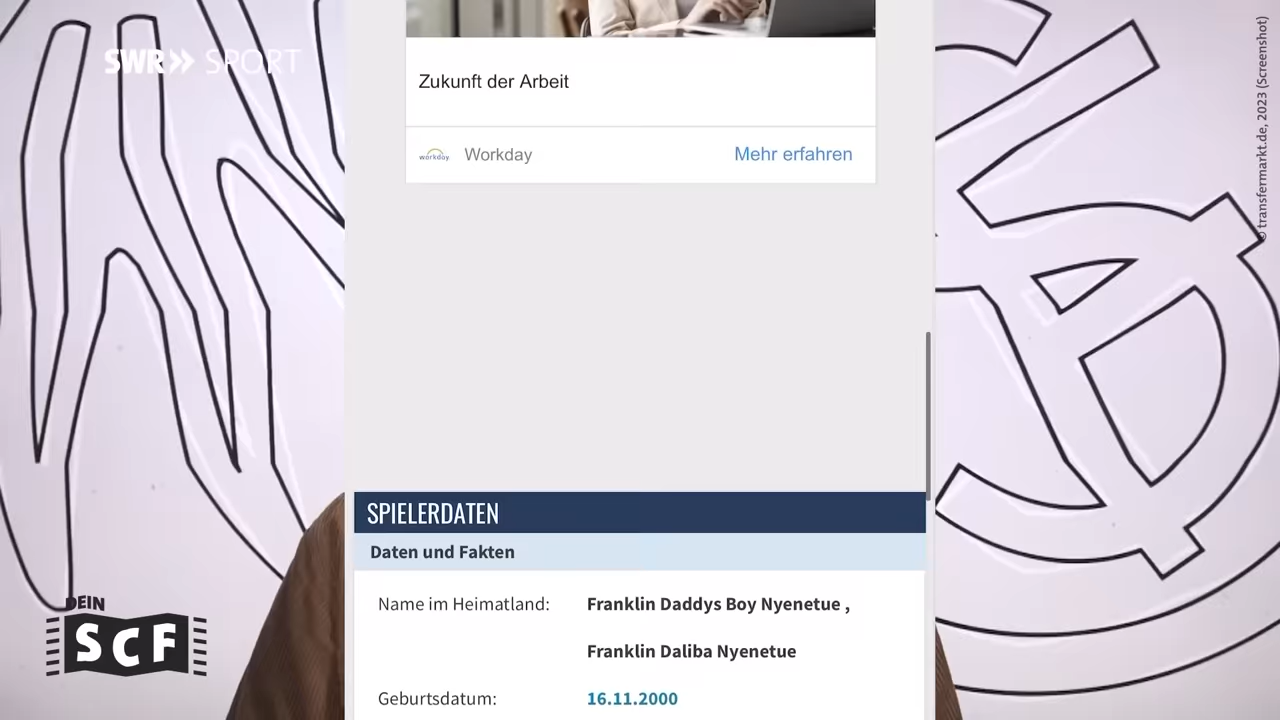 SWR SPORT
Zukunft der Arbeit
workday Workday Mehr erfahren
© transfermarkt.de, 2023 (Screenshot)
SPIELERDATEN
Daten und Fakten
Name im Heimatland: Franklin Daddys Boy Nyenetue ,
Franklin Daliba Nyenetue
Geburtsdatum: 16.11.2000
DEIN
SCF